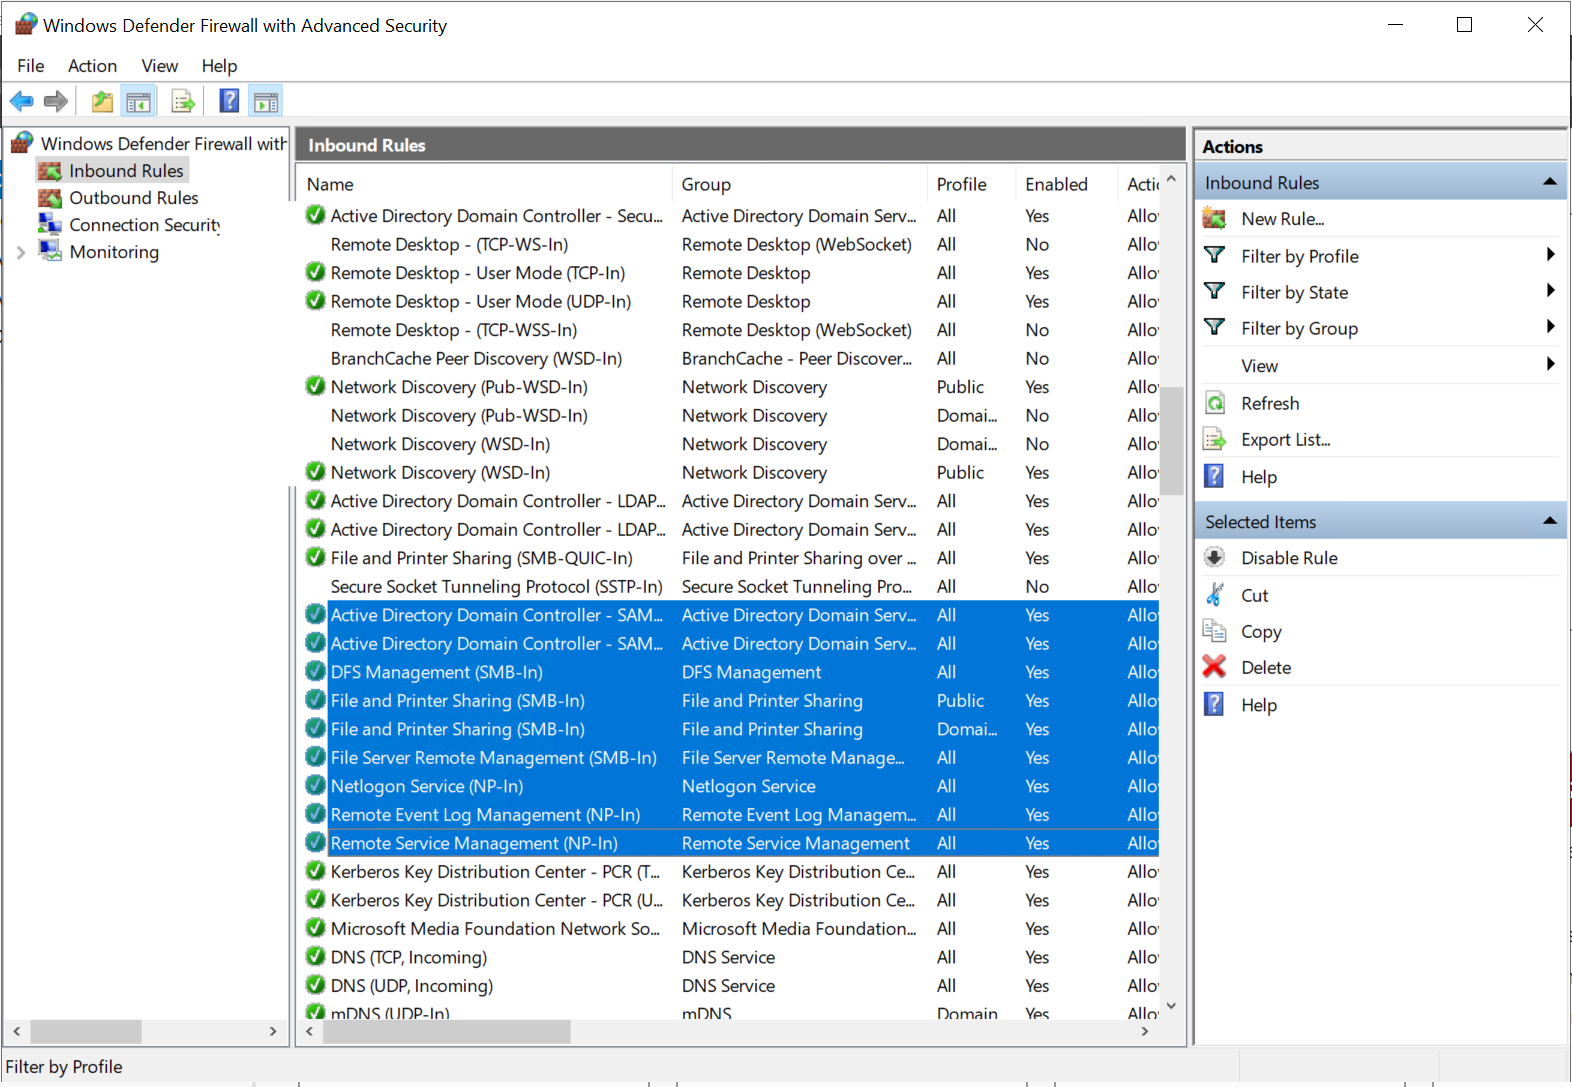 Windows Defender Firewall with Advanced Security
File Action View Help
Windows Defender Firewall with
Inbound Rules
Outbound Rules
Connection Security
Monitoring
Inbound Rules
Name Group Profile Enabled Actio
Active Directory Domain Controller - Secu... Active Directory Domain Serv... All Yes Allo
Remote Desktop - (TCP-WS-In) Remote Desktop (WebSocket) All No Allo
Remote Desktop - User Mode (TCP-In) Remote Desktop All Yes Allo
Remote Desktop - User Mode (UDP-In) Remote Desktop All Yes Allo
Remote Desktop - (TCP-WSS-In) Remote Desktop (WebSocket) All No Allo
BranchCache Peer Discovery (WSD-In) BranchCache - Peer Discover... All No Allo
Network Discovery (Pub-WSD-In) Network Discovery Public Yes Allo
Network Discovery (Pub-WSD-In) Network Discovery Domai... No Allo
Network Discovery (WSD-In) Network Discovery Domai... No Allo
Network Discovery (WSD-In) Network Discovery Public Yes Allo
Active Directory Domain Controller - LDAP... Active Directory Domain Serv... All Yes Allo
Active Directory Domain Controller - LDAP... Active Directory Domain Serv... All Yes Allo
File and Printer Sharing (SMB-QUIC-In) File and Printer Sharing over ... All Yes Allo
Secure Socket Tunneling Protocol (SSTP-In) Secure Socket Tunneling Pro... All No Allo
Active Directory Domain Controller - SAM... Active Directory Domain Serv... All Yes Allo
Active Directory Domain Controller - SAM... Active Directory Domain Serv... All Yes Allo
DFS Management (SMB-In) DFS Management All Yes Allo
File and Printer Sharing (SMB-In) File and Printer Sharing Public Yes Allo
File and Printer Sharing (SMB-In) File and Printer Sharing Domai... Yes Allo
File Server Remote Management (SMB-In) File Server Remote Manage... All Yes Allo
Netlogon Service (NP-In) Netlogon Service All Yes Allo
Remote Event Log Management (NP-In) Remote Event Log Managem... All Yes Allo
Remote Service Management (NP-In) Remote Service Management All Yes Allo
Kerberos Key Distribution Center - PCR (T... Kerberos Key Distribution Ce... All Yes Allo
Kerberos Key Distribution Center - PCR (U... Kerberos Key Distribution Ce... All Yes Allo
Microsoft Media Foundation Network So... Microsoft Media Foundation... All Yes Allo
DNS (TCP, Incoming) DNS Service All Yes Allo
DNS (UDP, Incoming) DNS Service All Yes Allo
mDNS (UDP-In) mDNS Domain Yes Allo
Actions
Inbound Rules
New Rule...
Filter by Profile
Filter by State
Filter by Group
View
Refresh
Export List...
Help
Selected Items
Disable Rule
Cut
Copy
Delete
Help
Filter by Profile